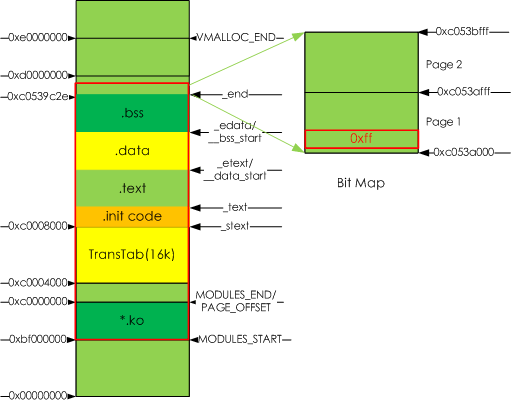 0xe0000000
VMALLOC_END
0xd0000000
0xc0539c2e
_end
.bss
_edata/
__bss_start
.data
_etext/
__data_start
.text
_text
.init code
0xc0008000
_stext
TransTab(16k)
0xc0004000
0xc0000000
MODULES_END/
PAGE_OFFSET
*.ko
0xbf000000
MODULES_START
0x00000000
0xc053bfff
Page 2
0xc053afff
Page 1
0xff
0xc053a000
Bit Map